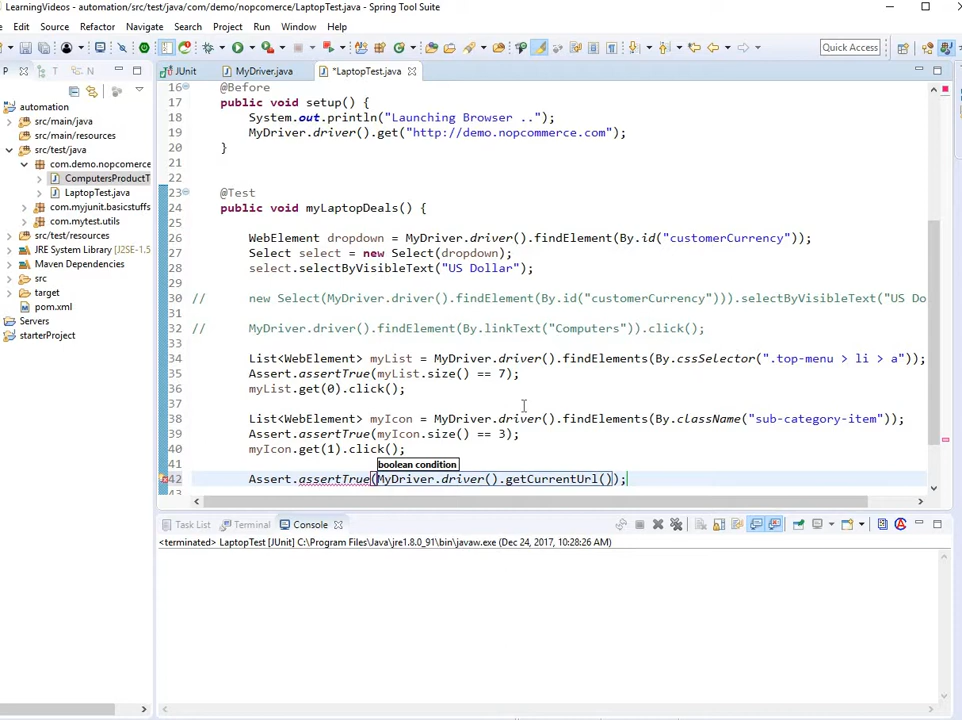 LearningVideos - automation/src/test/java/com/demo/nopcomerce/LaptopTest.java - Spring Tool Suite
Edit Source Refactor Navigate Search Project Run Window Help
Quick Access
P T N
JUnit MyDriver.java *LaptopTest.java
automation
src/main/java
src/main/resources
src/test/java
com.demo.nopcomerce
ComputersProductT
LaptopTest.java
com.myjunit.basicstuffs
com.mytest.utils
src/test/resources
JRE System Library [J2SE-1.5
Maven Dependencies
src
target
pom.xml
Servers
starterProject
16 @Before
17 public void setup() {
18 System.out.println("Launching Browser ..");
19 MyDriver.driver().get("http://demo.nopcommerce.com");
20 }
21
22
23 @Test
24 public void myLaptopDeals() {
25
26 WebElement dropdown = MyDriver.driver().findElement(By.id("customerCurrency"));
27 Select select = new Select(dropdown);
28 select.selectByVisibleText("US Dollar");
29
30 // new Select(MyDriver.driver().findElement(By.id("customerCurrency"))).selectByVisibleText("US Do
31
32 // MyDriver.driver().findElement(By.linkText("Computers")).click();
33
34 List<WebElement> myList = MyDriver.driver().findElements(By.cssSelector(".top-menu > li > a"));
35 Assert.assertTrue(myList.size() == 7);
36 myList.get(0).click();
37
38 List<WebElement> myIcon = MyDriver.driver().findElements(By.className("sub-category-item"));
39 Assert.assertTrue(myIcon.size() == 3);
40 myIcon.get(1).click();
41 boolean condition
42 Assert.assertTrue(MyDriver.driver().getCurrentUrl());
43
Task List Terminal Console
<terminated> LaptopTest [JUnit] C:\Program Files\Java\jre1.8.0_91\bin\javaw.exe (Dec 24, 2017, 10:28:26 AM)